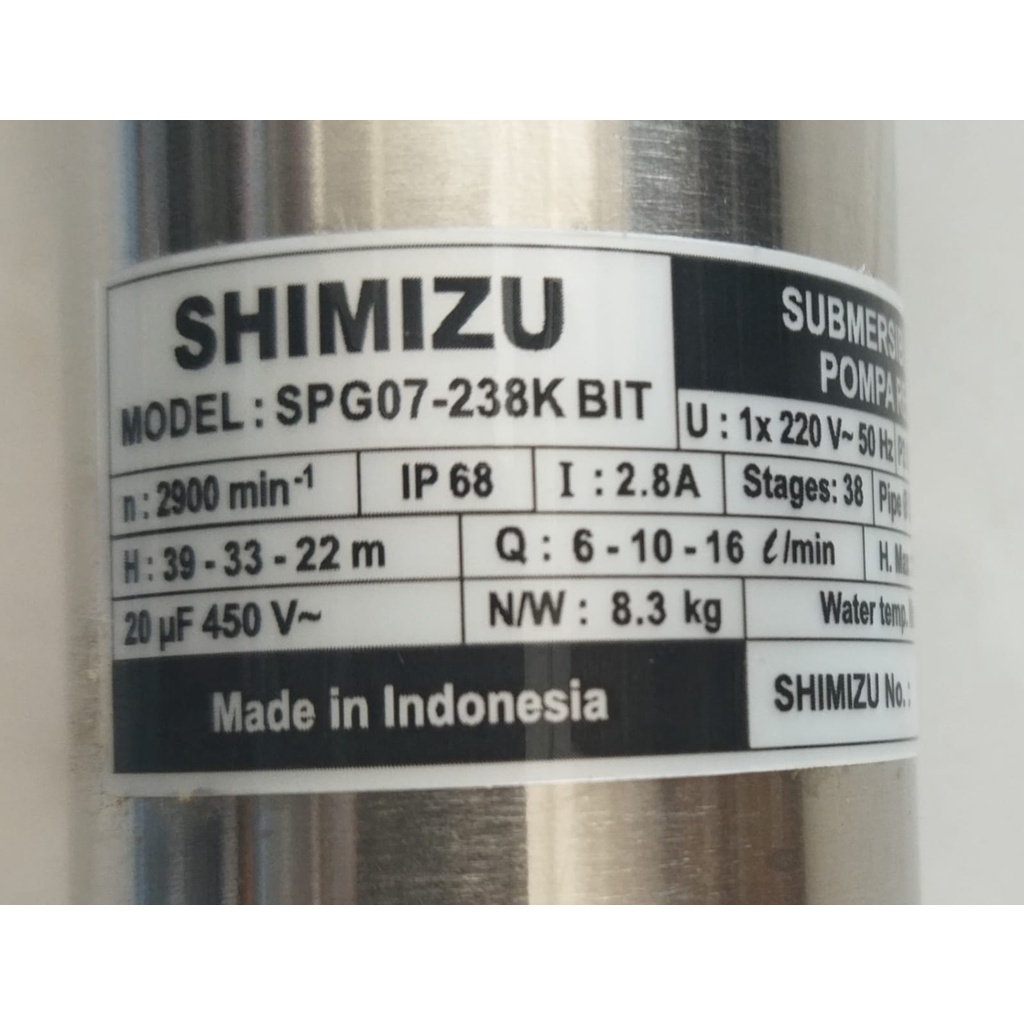 SHIMIZU
MODEL : SPG07-238K BIT
POMPA
U : 1x 220 V~ 50 Hz
n : 2900 min⁻¹ IP 68 I : 2.8A Stages: 38 Pipe
H : 39 - 33 - 22 m Q : 6 - 10 - 16 ℓ/min H.
20 µF 450 V~ N/W : 8.3 kg Water temp.
Made in Indonesia SHIMIZU No. :